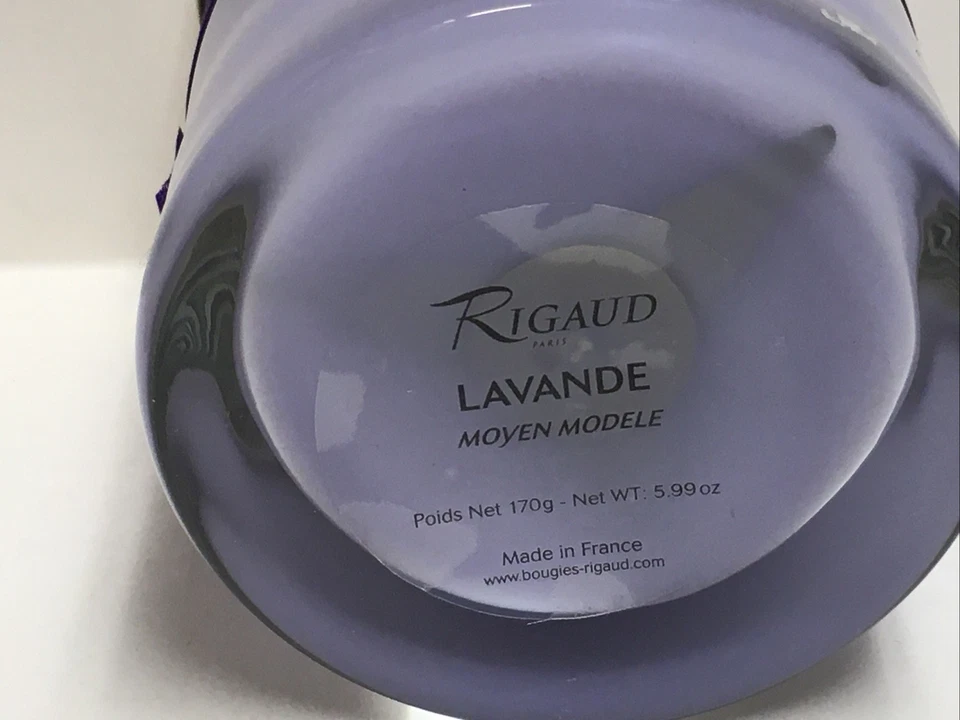 RIGAUD
PARIS
LAVANDE
MOYEN MODELE
Poids Net 170g - Net WT: 5.99 oz
Made in France
www.bougies-rigaud.com